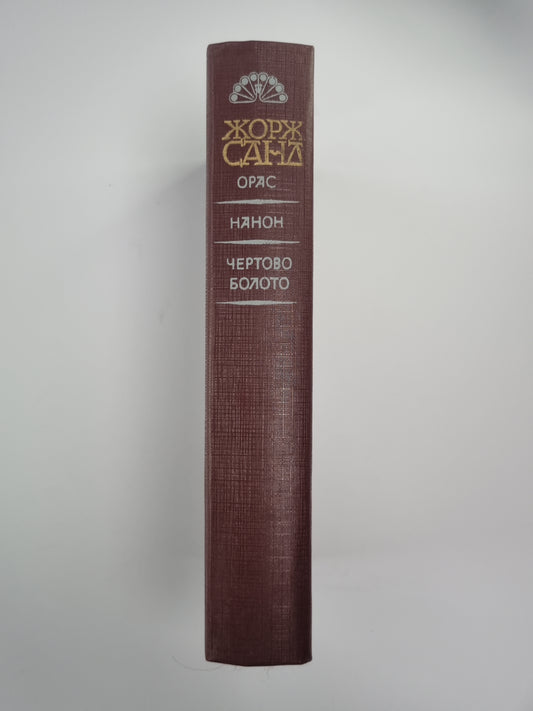 ЖОРЖ
САНД
ОРАС
НАНОН
ЧЕРТОВО
БОЛОТО